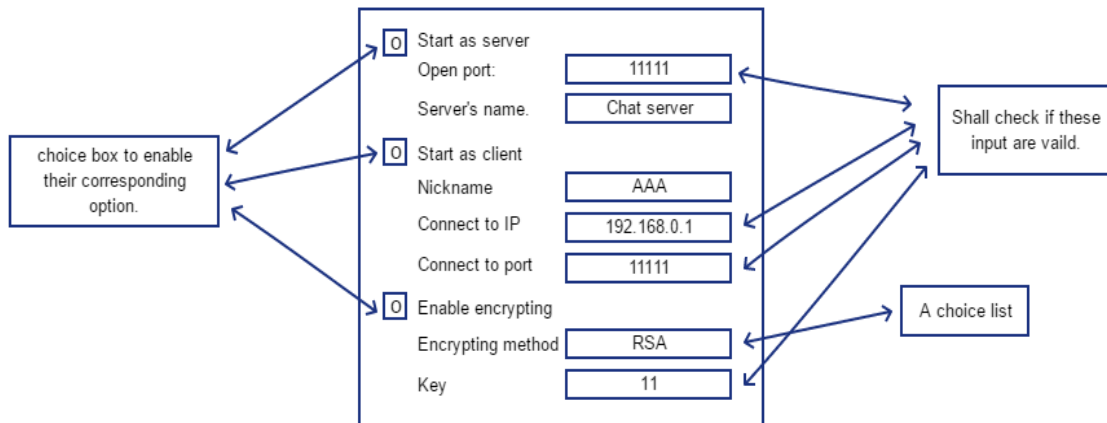 O Start as server
Open port: 11111
Server's name. Chat server
choice box to enable
their corresponding
option.
O Start as client
Nickname AAA
Connect to IP 192.168.0.1
Connect to port 11111
O Enable encrypting
Encrypting method RSA
Key 11
Shall check if these
input are vaild.
A choice list